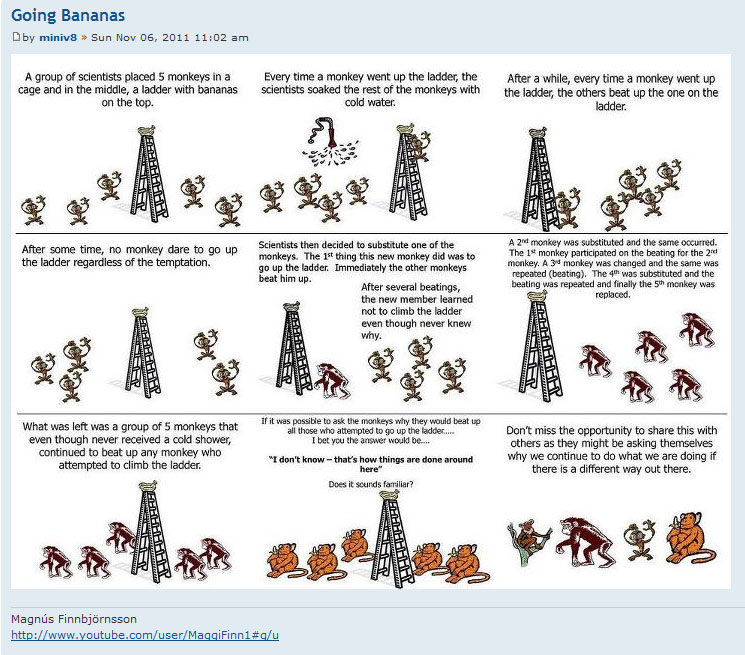 Going Bananas
by miniv8 » Sun Nov 06, 2011 11:02 am
A group of scientists placed 5 monkeys in a
cage and in the middle, a ladder with bananas
on the top.
Every time a monkey went up the ladder, the
scientists soaked the rest of the monkeys with
cold water.
After a while, every time a monkey went up
the ladder, the others beat up the one on the
ladder.
After some time, no monkey dare to go up
the ladder regardless of the temptation.
Scientists then decided to substitute one of the
monkeys. The 1st thing this new monkey did was to
go up the ladder. Immediately the other monkeys
beat him up.
After several beatings,
the new member learned
not to climb the ladder
even though never knew
why.
A 2nd monkey was substituted and the same occurred.
The 1st monkey participated on the beating for the 2nd
monkey. A 3rd monkey was changed and the same was
repeated (beating). The 4th was substituted and the
beating was repeated and finally the 5th monkey was
replaced.
What was left was a group of 5 monkeys that
even though never received a cold shower,
continued to beat up any monkey who
attempted to climb the ladder.
If it was possible to ask the monkeys why they would beat up
all those who attempted to go up the ladder.....
I bet you the answer would be....
"I don't know – that's how things are done around
here"
Does it sounds familiar?
Don't miss the opportunity to share this with
others as they might be asking themselves
why we continue to do what we are doing if
there is a different way out there.
Magnús Finnbjörnsson
http://www.youtube.com/user/MaggiFinn1#g/u